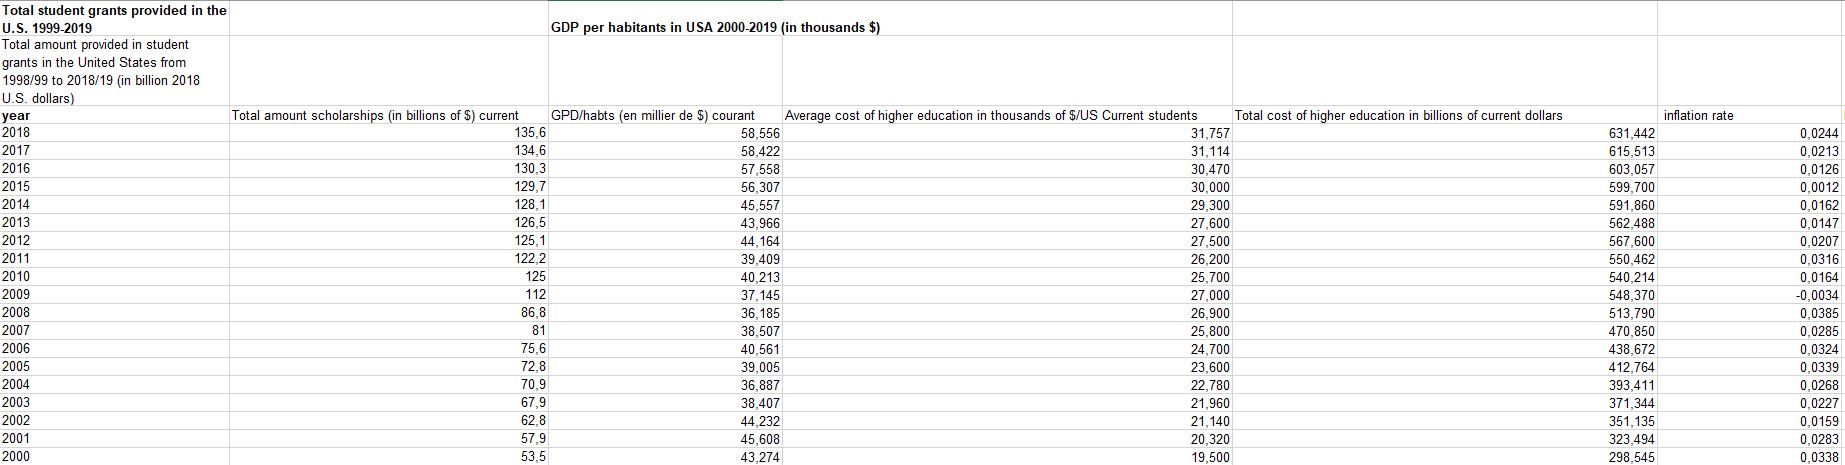 Total student grants provided in the
U.S. 1999-2019
GDP per habitants in USA 2000-2019 (in thousands $)
Total amount provided in student
grants in the United States from
1998/99 to 2018/19 (in billion 2018
U.S. dollars)
year Total amount scholarships (in billions of $) current GPD/habts (en millier de $) courant Average cost of higher education in thousands of $/US Current students Total cost of higher education in billions of current dollars inflation rate
2018 135,6 58,556 31,757 631,442 0,0244
2017 134,6 58,422 31,114 615,513 0,0213
2016 130,3 57,558 30,470 603,057 0,0126
2015 129,7 56,307 30,000 599,700 0,0012
2014 128,1 45,557 29,300 591,860 0,0162
2013 126,5 43,966 27,600 562,488 0,0147
2012 125,1 44,164 27,500 567,600 0,0207
2011 122,2 39,409 26,200 550,462 0,0316
2010 125 40,213 25,700 540,214 0,0164
2009 112 37,145 27,000 548,370 -0,0034
2008 86,8 36,185 26,900 513,790 0,0385
2007 81 38,507 25,800 470,850 0,0285
2006 75,6 40,561 24,700 438,672 0,0324
2005 72,8 39,005 23,600 412,764 0,0339
2004 70,9 36,887 22,780 393,411 0,0268
2003 67,9 38,407 21,960 371,344 0,0227
2002 62,8 44,232 21,140 351,135 0,0159
2001 57,9 45,608 20,320 323,494 0,0283
2000 53,5 43,274 19,500 298,545 0,0338